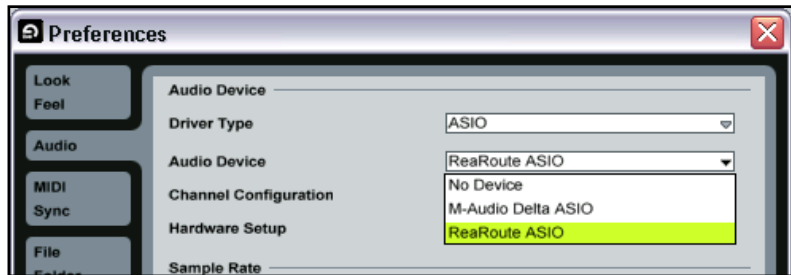 Preferences
Look
Feel
Audio
MIDI
Sync
File
Folder
Audio Device
Driver Type
ASIO
Audio Device
ReaRoute ASIO
No Device
M-Audio Delta ASIO
ReaRoute ASIO
Channel Configuration
Hardware Setup
Sample Rate